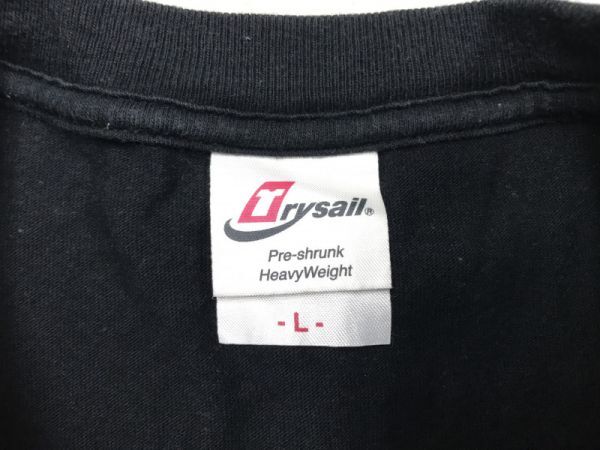 Trysail®
Pre-shrunk
HeavyWeight
- L -